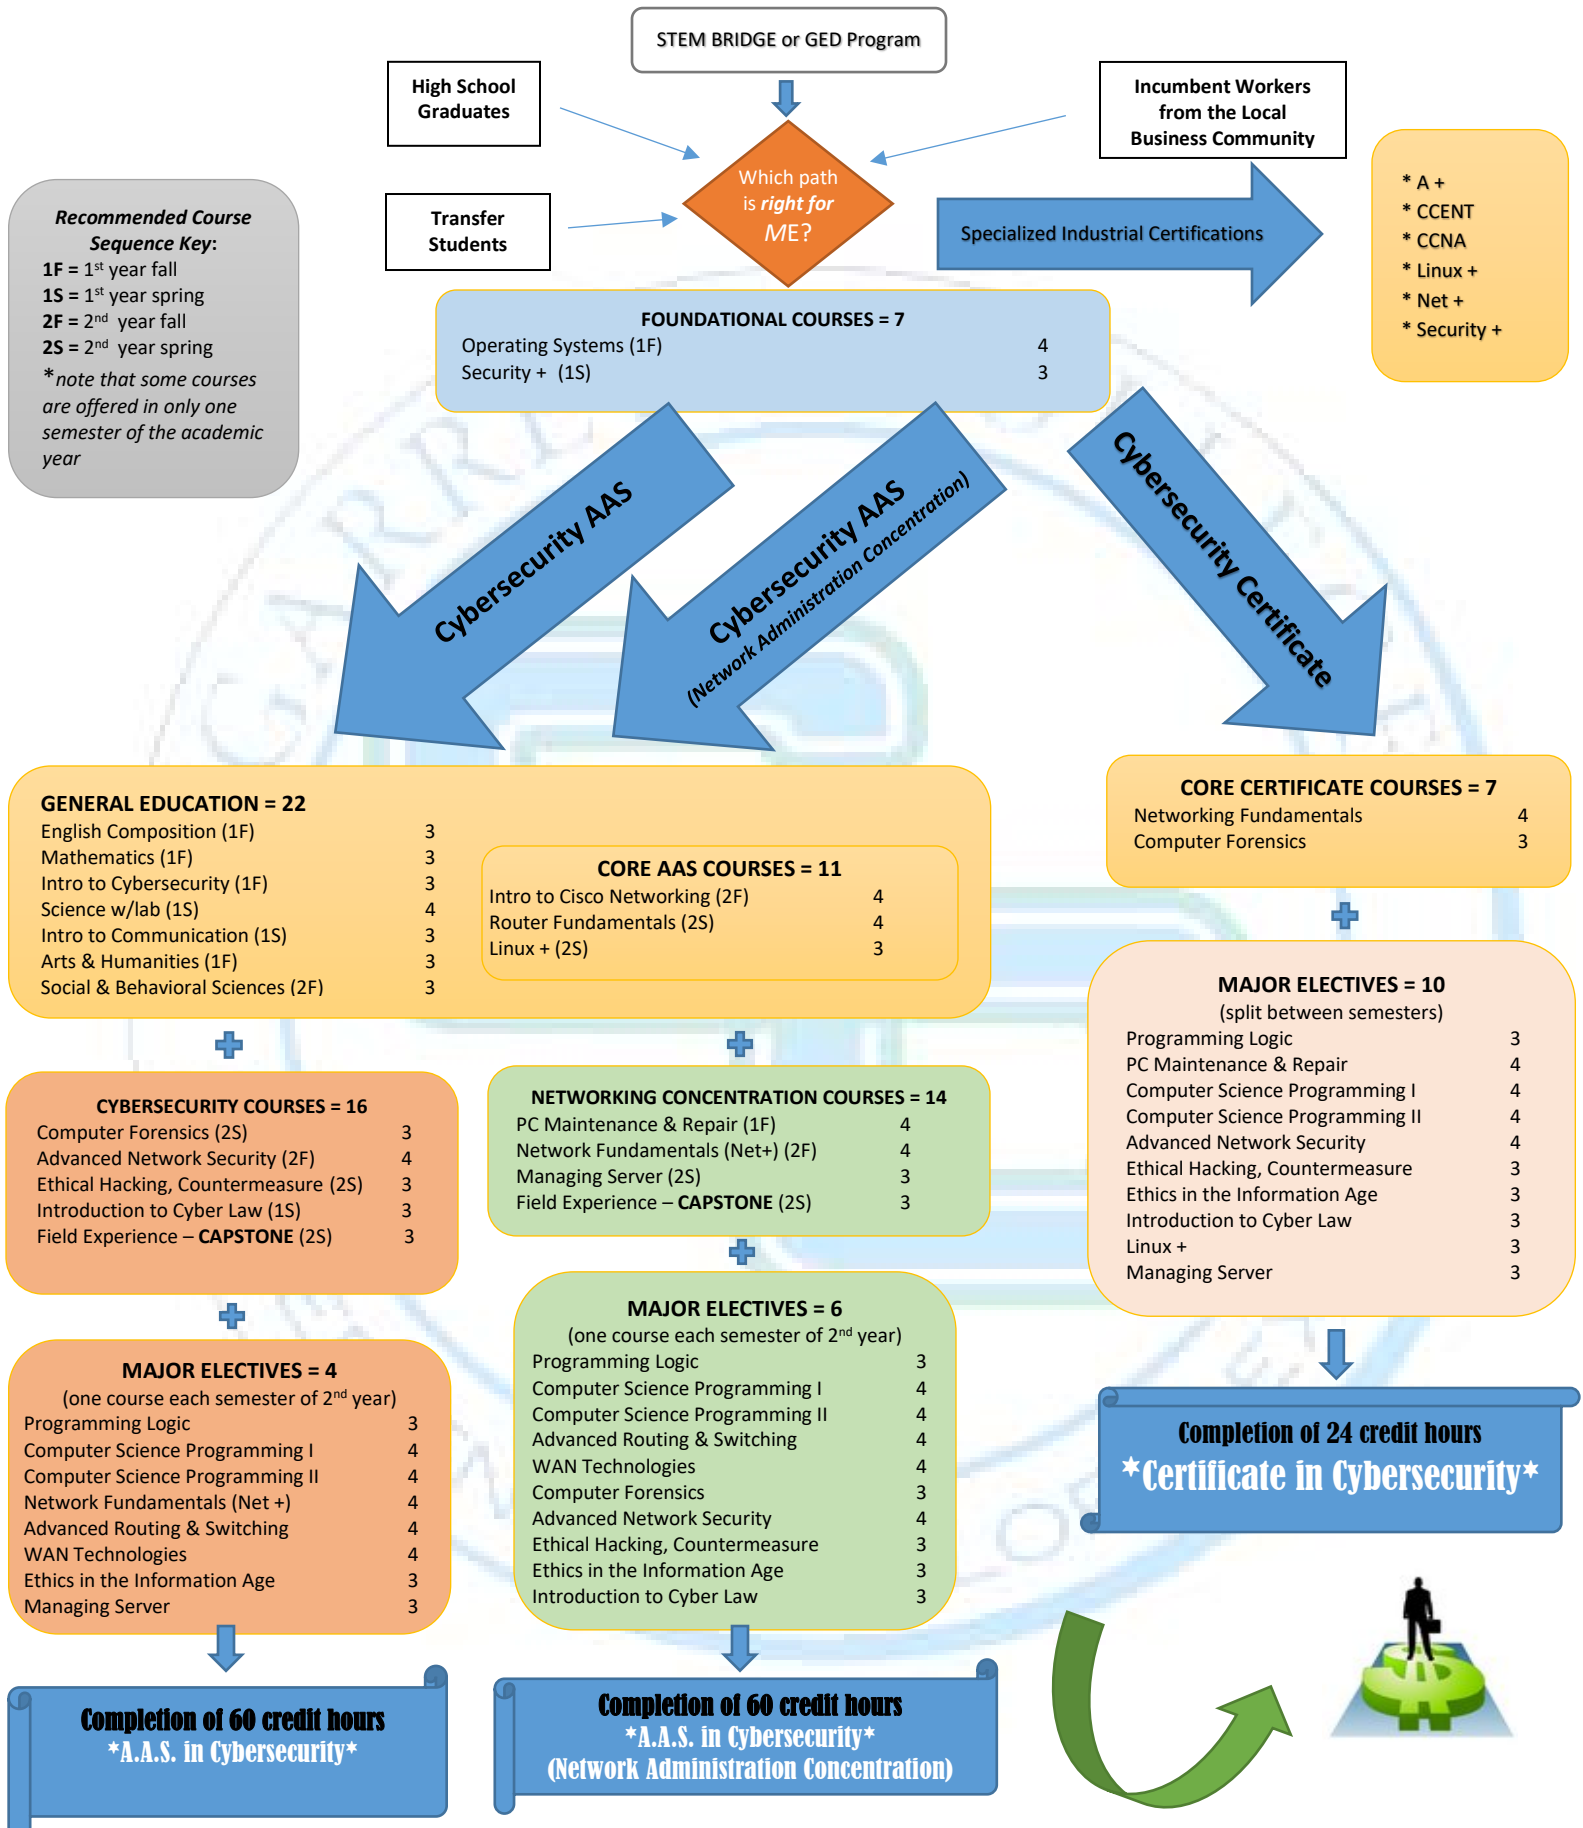 STEM BRIDGE or GED Program
High School
Graduates
Incumbent Workers
from the Local
Business Community
Transfer
Students
Which path
is right for
ME?
Specialized Industrial Certifications
* A +
* CCENT
* CCNA
* Linux +
* Net +
* Security +
Recommended Course
Sequence Key:
1F = 1st year fall
1S = 1st year spring
2F = 2nd year fall
2S = 2nd year spring
*note that some courses
are offered in only one
semester of the academic
year
FOUNDATIONAL COURSES = 7
Operating Systems (1F) 4
Security + (1S) 3
Cybersecurity AAS
Cybersecurity AAS
(Network Administration Concentration)
Cybersecurity Certificate
GENERAL EDUCATION = 22
English Composition (1F) 3
Mathematics (1F) 3
Intro to Cybersecurity (1F) 3
Science w/lab (1S) 4
Intro to Communication (1S) 3
Arts & Humanities (1F) 3
Social & Behavioral Sciences (2F) 3
CORE AAS COURSES = 11
Intro to Cisco Networking (2F) 4
Router Fundamentals (2S) 4
Linux + (2S) 3
CORE CERTIFICATE COURSES = 7
Networking Fundamentals 4
Computer Forensics 3
CYBERSECURITY COURSES = 16
Computer Forensics (2S) 3
Advanced Network Security (2F) 4
Ethical Hacking, Countermeasure (2S) 3
Introduction to Cyber Law (1S) 3
Field Experience – CAPSTONE (2S) 3
NETWORKING CONCENTRATION COURSES = 14
PC Maintenance & Repair (1F) 4
Network Fundamentals (Net+) (2F) 4
Managing Server (2S) 3
Field Experience – CAPSTONE (2S) 3
MAJOR ELECTIVES = 10
(split between semesters)
Programming Logic 3
PC Maintenance & Repair 4
Computer Science Programming I 4
Computer Science Programming II 4
Advanced Network Security 4
Ethical Hacking, Countermeasure 3
Ethics in the Information Age 3
Introduction to Cyber Law 3
Linux + 3
Managing Server 3
MAJOR ELECTIVES = 4
(one course each semester of 2nd year)
Programming Logic 3
Computer Science Programming I 4
Computer Science Programming II 4
Network Fundamentals (Net +) 4
Advanced Routing & Switching 4
WAN Technologies 4
Ethics in the Information Age 3
Managing Server 3
MAJOR ELECTIVES = 6
(one course each semester of 2nd year)
Programming Logic 3
Computer Science Programming I 4
Computer Science Programming II 4
Advanced Routing & Switching 4
WAN Technologies 4
Computer Forensics 3
Advanced Network Security 4
Ethical Hacking, Countermeasure 3
Ethics in the Information Age 3
Introduction to Cyber Law 3
Completion of 24 credit hours
*Certificate in Cybersecurity*
Completion of 60 credit hours
*A.A.S. in Cybersecurity*
Completion of 60 credit hours
*A.A.S. in Cybersecurity*
(Network Administration Concentration)